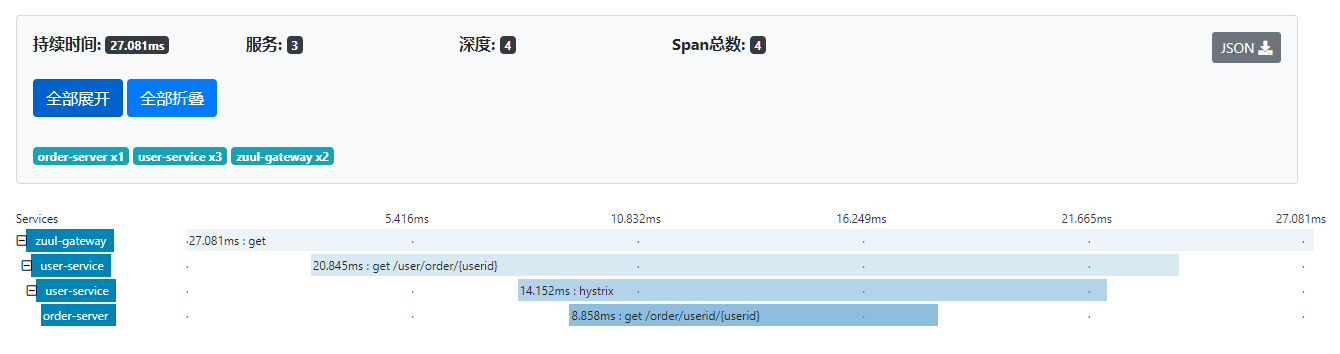 持续时间: 27.081ms 服务: 3 深度: 4 Span总数: 4 JSON
全部展开 全部折叠
order-server x1 user-service x3 zuul-gateway x2
Services 5.416ms 10.832ms 16.249ms 21.665ms 27.081ms
zuul-gateway 27.081ms : get
user-service 20.845ms : get /user/order/{userid}
user-service 14.152ms : hystrix
order-server 8.858ms : get /order/userid/{userid}